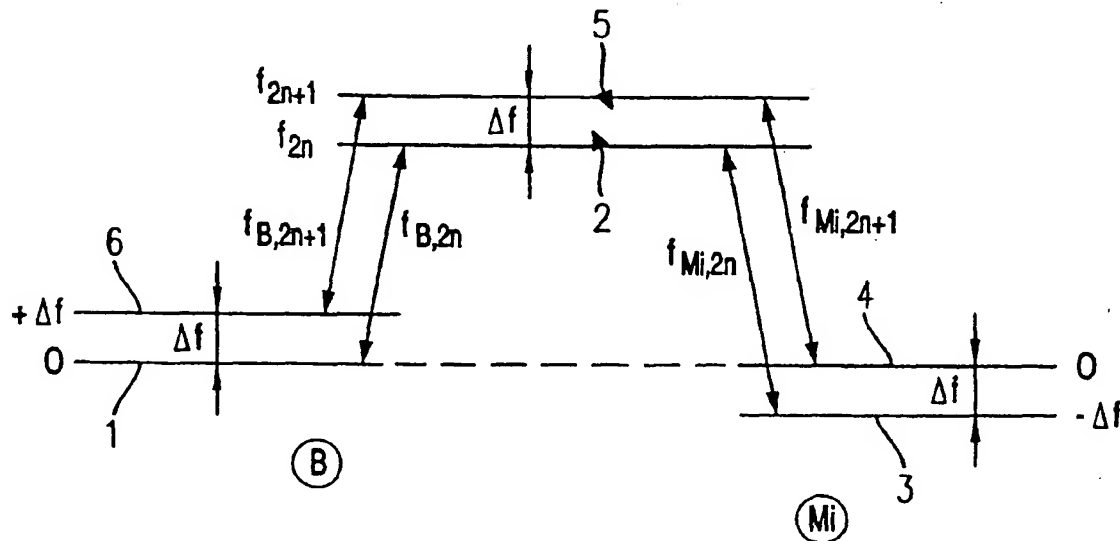 5
f2n+1
Δf
f2n
2
fB,2n+1
fB,2n
fMi,2n
fMi,2n+1
6
+ Δf
Δf
0
1
4
0
Δf
- Δf
3
B
Mi